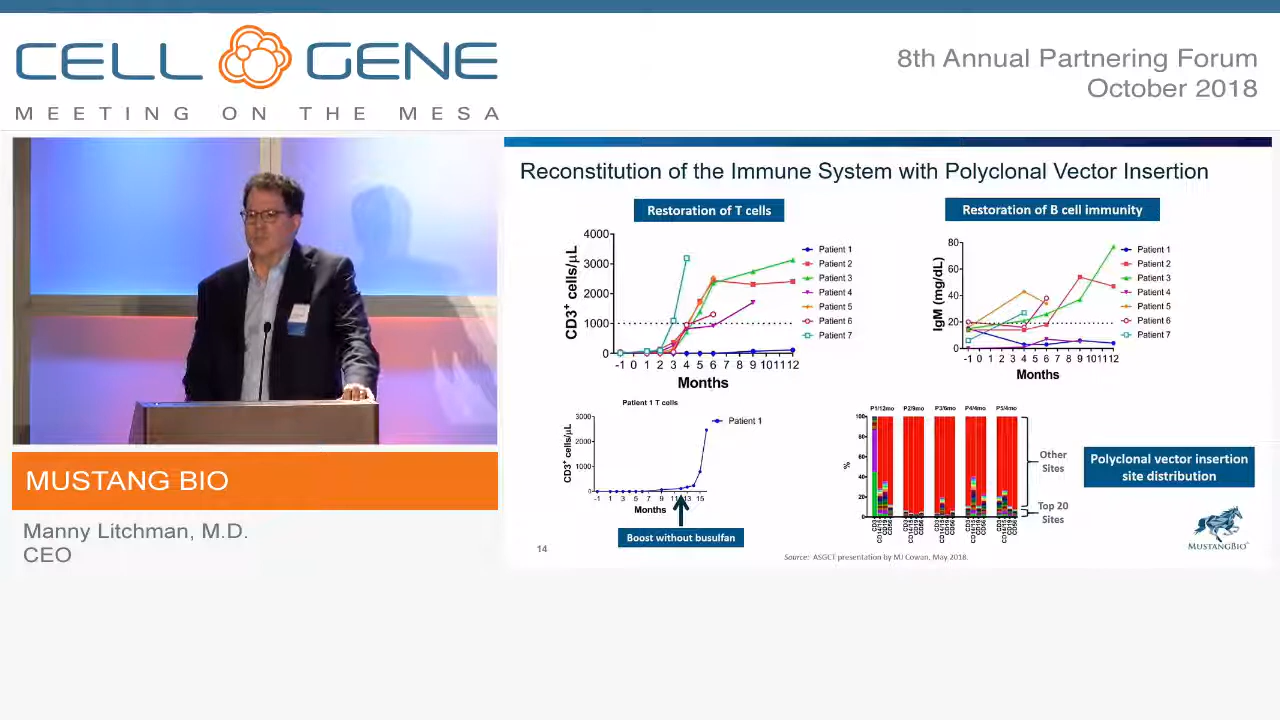 CELL GENE
MEETING ON THE MESA
8th Annual Partnering Forum
October 2018
Reconstitution of the Immune System with Polyclonal Vector Insertion
Restoration of T cells
4000
3000
2000
1000
0
CD3+ cells/μL
-1 0 1 2 3 4 5 6 7 8 9 10 11 12
Months
Patient 1
Patient 2
Patient 3
Patient 4
Patient 5
Patient 6
Patient 7
Restoration of B cell immunity
80
60
40
20
0
IgM (mg/dL)
-1 0 1 2 3 4 5 6 7 8 9 10 11 12
Months
Patient 1
Patient 2
Patient 3
Patient 4
Patient 5
Patient 6
Patient 7
Patient 1 T cells
3000
2000
1000
0
CD3+ cells/μL
-1 1 3 5 7 9 11 13 15
Months
Patient 1
Boost without busulfan
P1/12mo P2/9mo P3/6mo P4/4mo P5/4mo
100
80
60
40
20
0
%
Other
Sites
Top 20
Sites
Polyclonal vector insertion
site distribution
MUSTANGBIO
14
Source: ASGCT presentation by MJ Cowan, May 2018.
MUSTANG BIO
Manny Litchman, M.D.
CEO